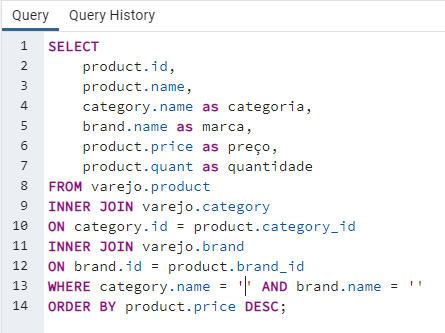 Query Query History
1 SELECT
2 product.id,
3 product.name,
4 category.name as categoria,
5 brand.name as marca,
6 product.price as preço,
7 product.quant as quantidade
8 FROM varejo.product
9 INNER JOIN varejo.category
10 ON category.id = product.category_id
11 INNER JOIN varejo.brand
12 ON brand.id = product.brand_id
13 WHERE category.name = '' AND brand.name = ''
14 ORDER BY product.price DESC;